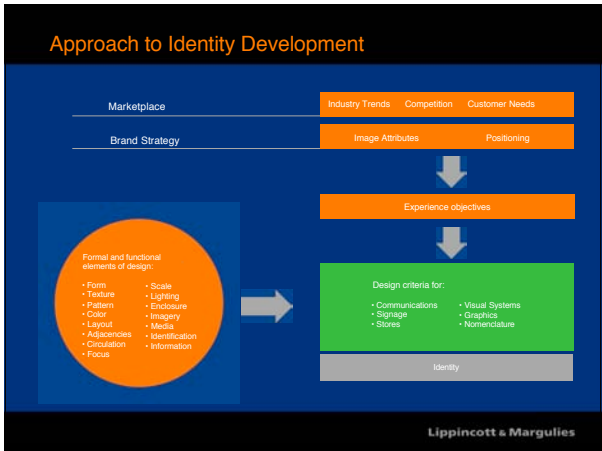 Approach to Identity Development
Marketplace
Industry Trends Competition Customer Needs
Brand Strategy
Image Attributes Positioning
Experience objectives
Formal and functional
elements of design:
• Form
• Texture
• Pattern
• Color
• Layout
• Adjacencies
• Circulation
• Focus
• Scale
• Lighting
• Enclosure
• Imagery
• Media
• Identification
• Information
Design criteria for:
• Communications
• Signage
• Stores
• Visual Systems
• Graphics
• Nomenclature
Identity
Lippincott & Margulies